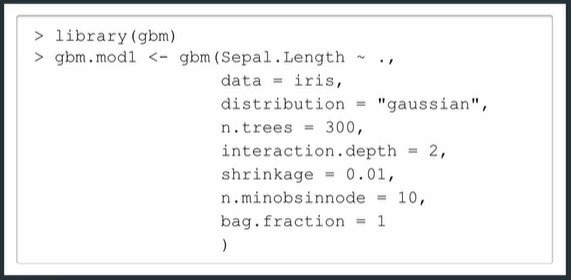 > library(gbm)
> gbm.mod1 <- gbm(Sepal.Length ~ .,
data = iris,
distribution = "gaussian",
n.trees = 300,
interaction.depth = 2,
shrinkage = 0.01,
n.minobsinnode = 10,
bag.fraction = 1
)